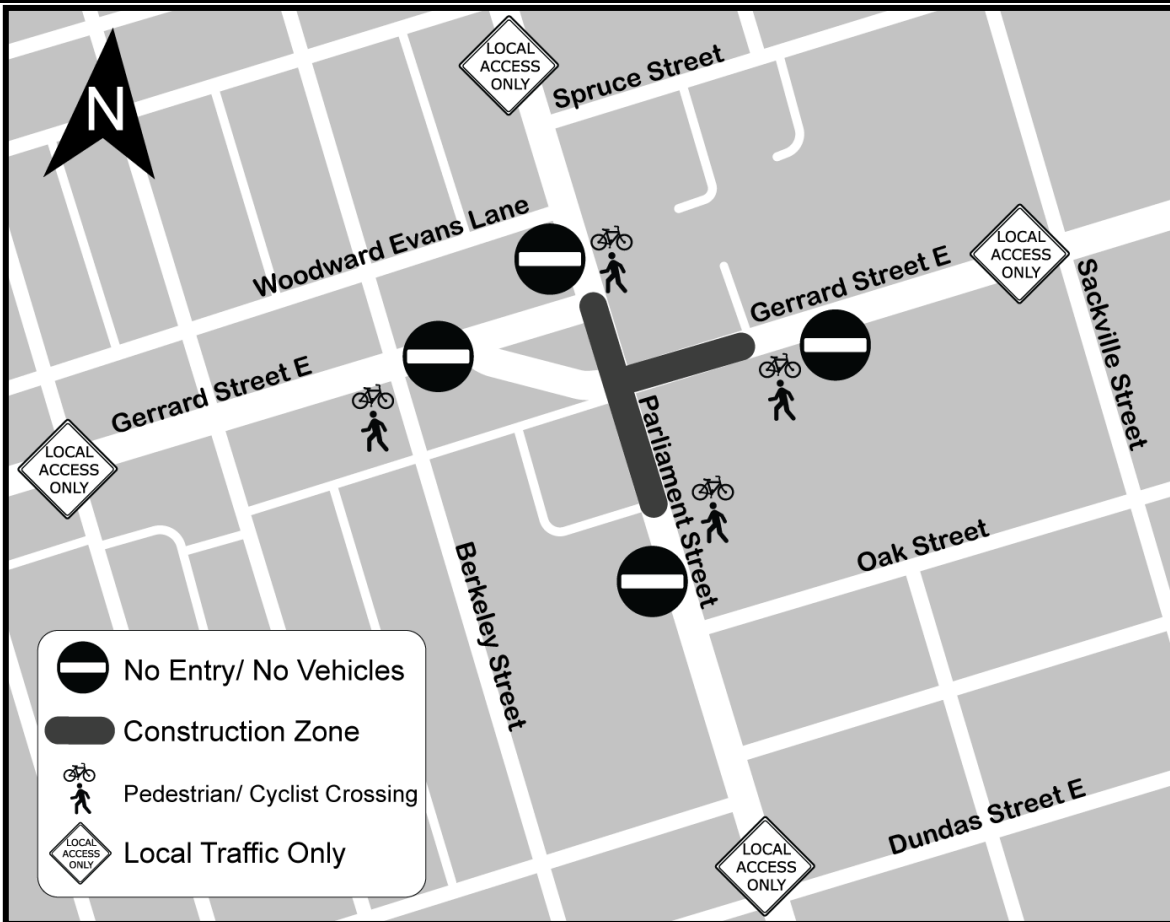 LOCAL
ACCESS
ONLY
Spruce Street
N
Woodward Evans Lane
Gerrard Street E
LOCAL
ACCESS
ONLY
Sackville Street
Gerrard Street E
LOCAL
ACCESS
ONLY
Parliament Street
Oak Street
Berkeley Street
Dundas Street E
LOCAL
ACCESS
ONLY
No Entry/ No Vehicles
Construction Zone
Pedestrian/ Cyclist Crossing
LOCAL
ACCESS
ONLY
Local Traffic Only